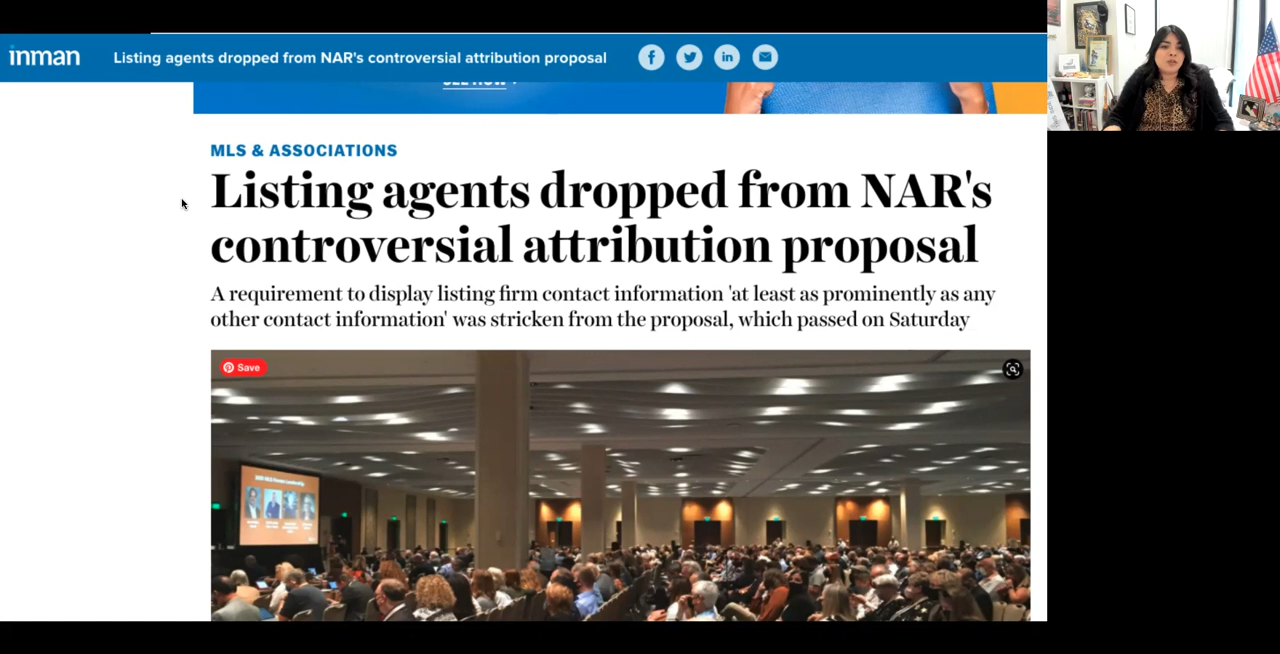 inman
Listing agents dropped from NAR's controversial attribution proposal
MLS & ASSOCIATIONS
Listing agents dropped from NAR's
controversial attribution proposal
A requirement to display listing firm contact information 'at least as prominently as any
other contact information' was stricken from the proposal, which passed on Saturday
Save